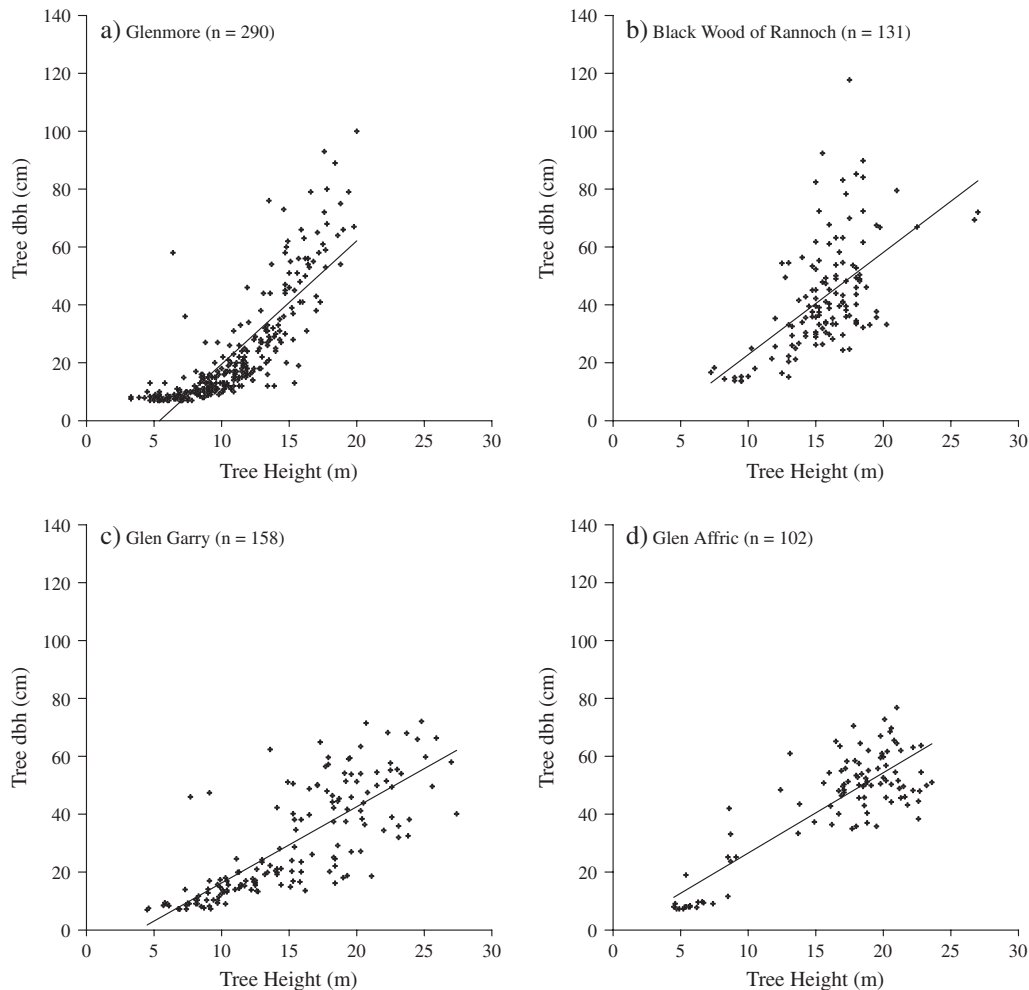 a) Glenmore (n = 290)
140
120
100
80
60
40
20
0
Tree dbh (cm)
0 5 10 15 20 25 30
Tree Height (m)
b) Black Wood of Rannoch (n = 131)
140
120
100
80
60
40
20
0
Tree dbh (cm)
0 5 10 15 20 25 30
Tree Height (m)
c) Glen Garry (n = 158)
140
120
100
80
60
40
20
0
Tree dbh (cm)
0 5 10 15 20 25 30
Tree Height (m)
d) Glen Affric (n = 102)
140
120
100
80
60
40
20
0
Tree dbh (cm)
0 5 10 15 20 25 30
Tree Height (m)